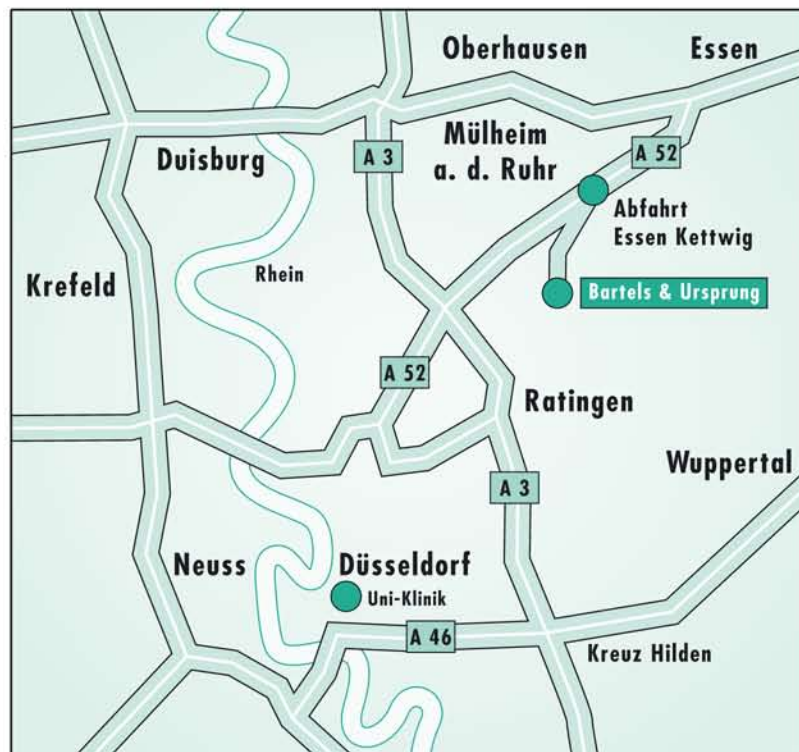 Oberhausen
Essen
Duisburg
A 3
Mülheim
a. d. Ruhr
A 52
Abfahrt
Essen Kettwig
Krefeld
Rhein
Bartels & Ursprung
A 52
Ratingen
Wuppertal
A 3
Neuss
Düsseldorf
Uni-Klinik
A 46
Kreuz Hilden